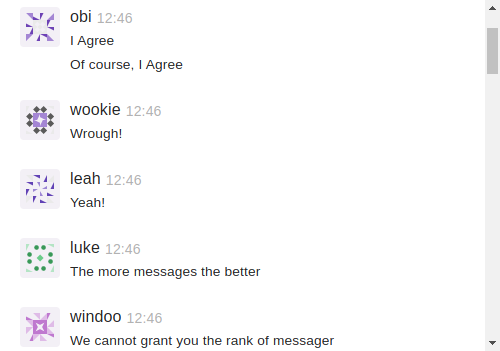 obi 12:46
I Agree
Of course, I Agree
wookie 12:46
Wrough!
leah 12:46
Yeah!
luke 12:46
The more messages the better
windoo 12:46
We cannot grant you the rank of messager